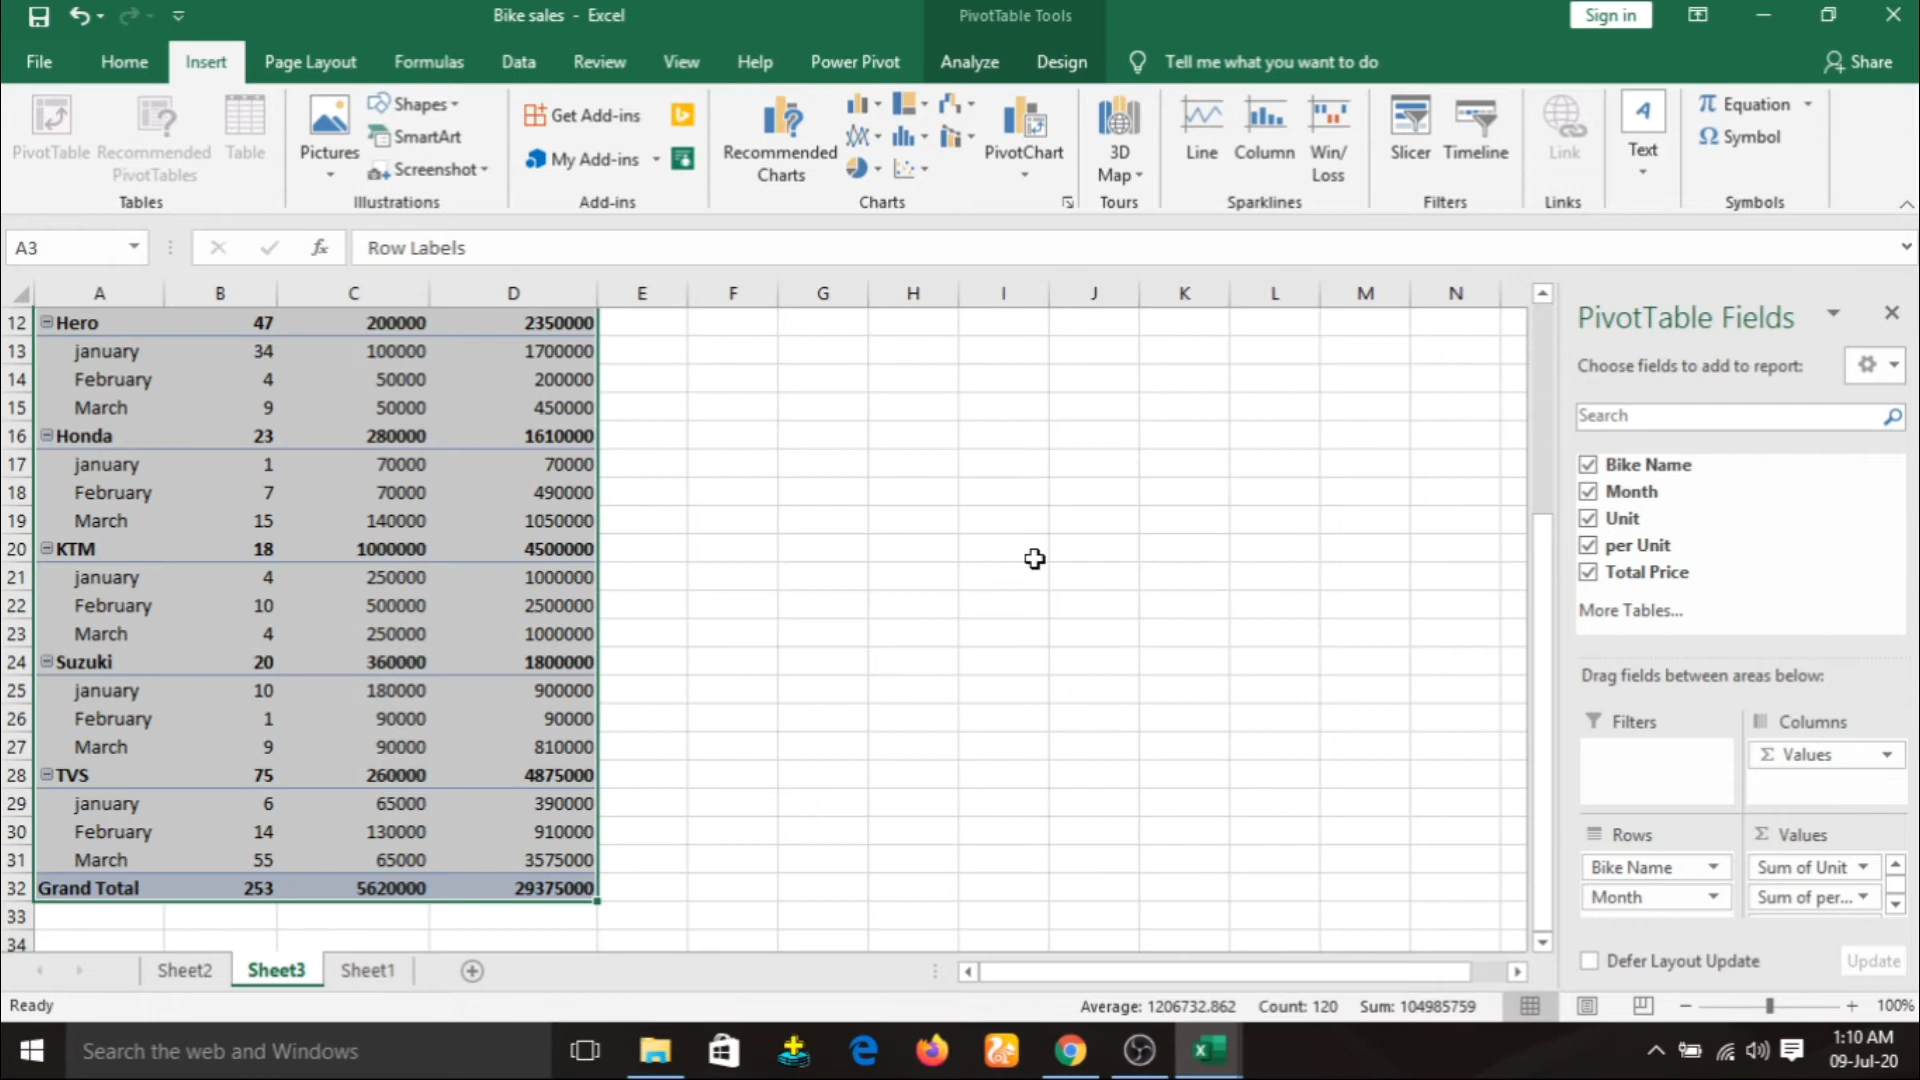 Bike sales - Excel
PivotTable Tools
Sign in
File
Home
Insert
Page Layout
Formulas
Data
Review
View
Help
Power Pivot
Analyze
Design
Tell me what you want to do
Share
PivotTable
Recommended
PivotTables
Table
Tables
Pictures
Shapes
SmartArt
Screenshot
Illustrations
Get Add-ins
My Add-ins
Add-ins
Recommended
Charts
PivotChart
Charts
3D
Map
Tours
Line
Column
Win/
Loss
Sparklines
Slicer
Timeline
Filters
Link
Links
A
Text
π Equation
Ω Symbol
Symbols
A3
fx
Row Labels
A B C D E F G H I J K L M N
12 Hero 47 200000 2350000
13 january 34 100000 1700000
14 February 4 50000 200000
15 March 9 50000 450000
16 Honda 23 280000 1610000
17 january 1 70000 70000
18 February 7 70000 490000
19 March 15 140000 1050000
20 KTM 18 1000000 4500000
21 january 4 250000 1000000
22 February 10 500000 2500000
23 March 4 250000 1000000
24 Suzuki 20 360000 1800000
25 january 10 180000 900000
26 February 1 90000 90000
27 March 9 90000 810000
28 TVS 75 260000 4875000
29 january 6 65000 390000
30 February 14 130000 910000
31 March 55 65000 3575000
32 Grand Total 253 5620000 29375000
33
34
PivotTable Fields
Choose fields to add to report:
Search
Bike Name
Month
Unit
per Unit
Total Price
More Tables...
Drag fields between areas below:
Filters
Columns
Σ Values
Rows
Σ Values
Bike Name
Sum of Unit
Month
Sum of per...
Defer Layout Update
Update
Sheet2
Sheet3
Sheet1
Ready
Average: 1206732.862
Count: 120
Sum: 104985759
100%
Search the web and Windows
1:10 AM
09-Jul-20